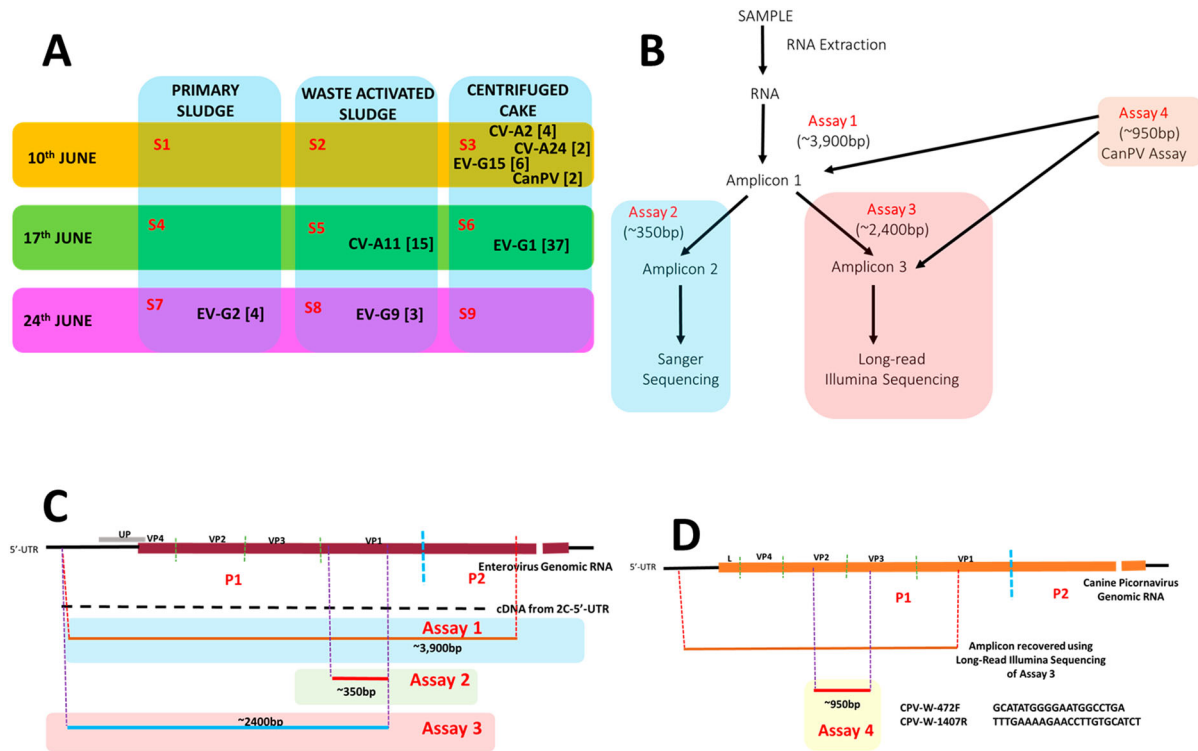 A
PRIMARY
SLUDGE
WASTE ACTIVATED
SLUDGE
CENTRIFUGED
CAKE
10th JUNE
S1
S2
S3
CV-A2 [4]
CV-A24 [2]
EV-G15 [6]
CanPV [2]
17th JUNE
S4
S5
CV-A11 [15]
S6
EV-G1 [37]
24th JUNE
S7
EV-G2 [4]
S8
EV-G9 [3]
S9
B
SAMPLE
RNA Extraction
RNA
Assay 1
(~3,900bp)
Assay 4
(~950bp)
CanPV Assay
Amplicon 1
Assay 2
(~350bp)
Assay 3
(~2,400bp)
Amplicon 2
Amplicon 3
Sanger
Sequencing
Long-read
Illumina Sequencing
C
UP
VP4
VP2
VP3
VP1
5'-UTR
Enterovirus Genomic RNA
P1
P2
cDNA from 2C-5'-UTR
Assay 1
~3,900bp
Assay 2
~350bp
~2400bp
Assay 3
D
L
VP4
VP2
VP3
VP1
5'-UTR
P1
P2
Canine Picornavirus
Genomic RNA
Amplicon recovered using
Long-Read Illumina Sequencing
of Assay 3
~950bp
Assay 4
CPV-W-472F GCATATGGGGAATGGCCTGA
CPV-W-1407R TTTGAAAAGAACCTTGTGCATCT